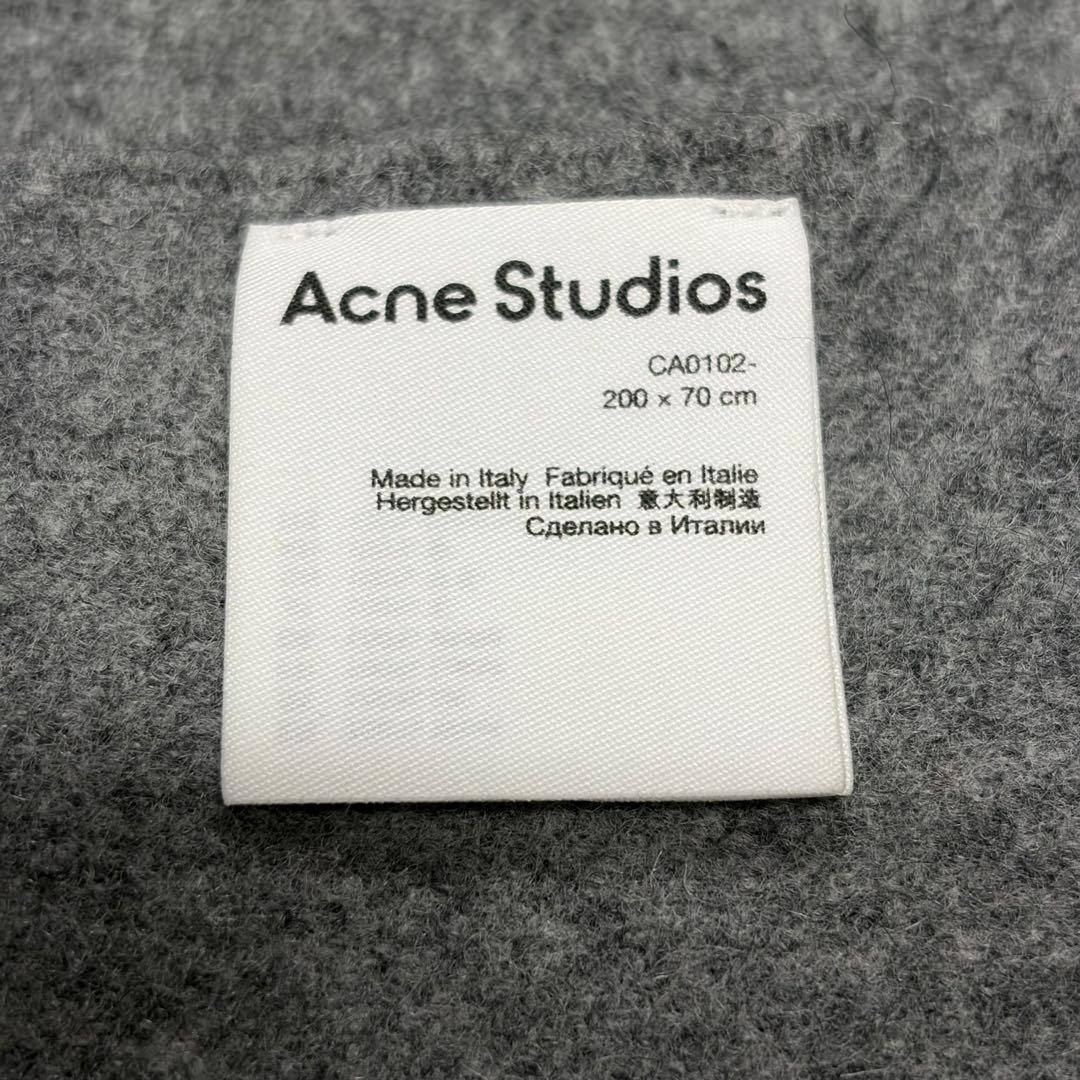 Acne Studios
CA0102-
200 × 70 cm
Made in Italy Fabriqué en Italie
Hergestellt in Italien 意大利制造
Сделано в Италии